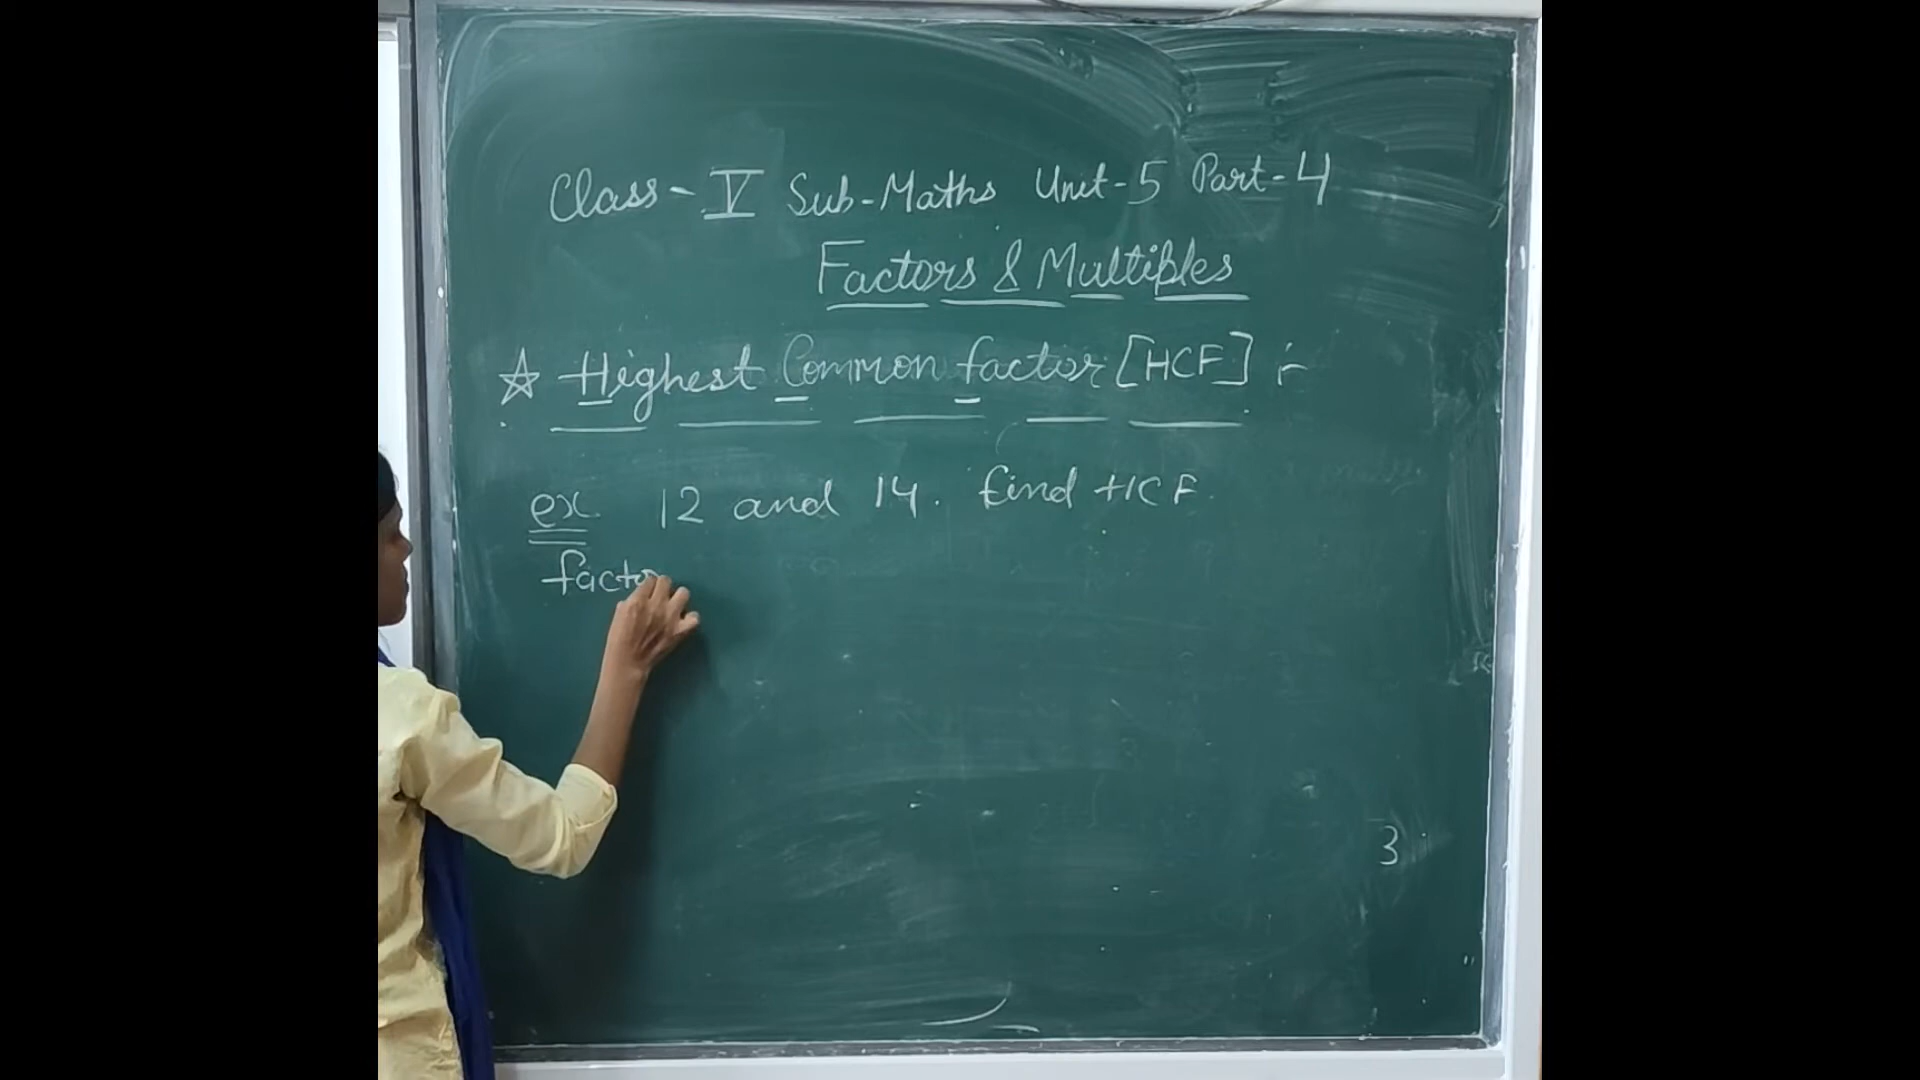 Class - V Sub-Maths Unit-5 Part-4
Factors & Multiples
☆ Highest Common factor [HCF] :-
ex 12 and 14. find HCF.
facto
3